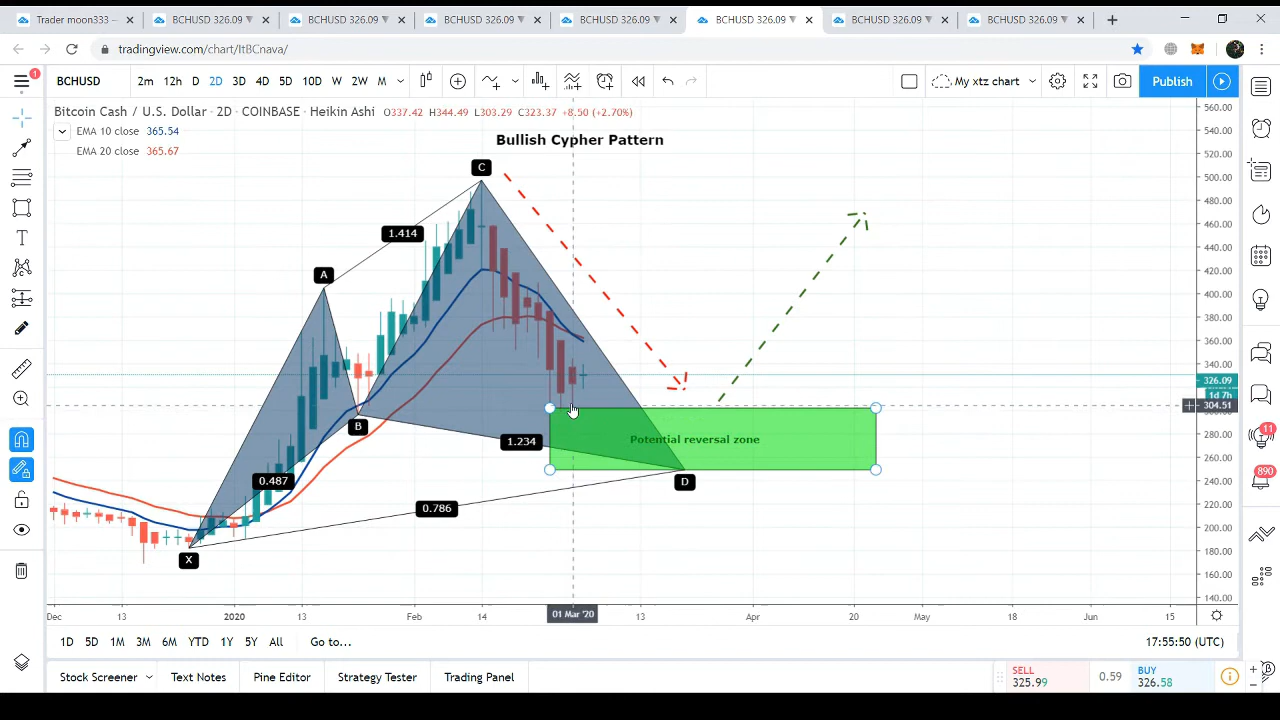 Trader moon333 —
BCHUSD 326.09 ▼
BCHUSD 326.09 ▼
BCHUSD 326.09 ▼
BCHUSD 326.09 ▼
BCHUSD 326.09 ▼
BCHUSD 326.09 ▼
BCHUSD 326.09 ▼
tradingview.com/chart/ItBCnava/
1
BCHUSD 2m 12h D 2D 3D 4D 5D 10D W 2W M My xtz chart Publish
Bitcoin Cash / U.S. Dollar · 2D · COINBASE · Heikin Ashi O337.42 H344.49 L303.29 C323.37 +8.50 (+2.70%)
EMA 10 close 365.54
EMA 20 close 365.67
Bullish Cypher Pattern
C
1.414
A
B
1.234
Potential reversal zone
0.487
D
0.786
X
560.00
540.00
520.00
500.00
480.00
460.00
440.00
420.00
400.00
380.00
360.00
340.00
326.09
1d 7h
304.51
280.00
260.00
240.00
220.00
200.00
180.00
160.00
140.00
11
890
Dec 13 2020 13 Feb 14 01 Mar '20 13 Apr 20 May 18 Jun 15
1D 5D 1M 3M 6M YTD 1Y 5Y All Go to... 17:55:50 (UTC)
Stock Screener Text Notes Pine Editor Strategy Tester Trading Panel
SELL
325.99
0.59
BUY
326.58